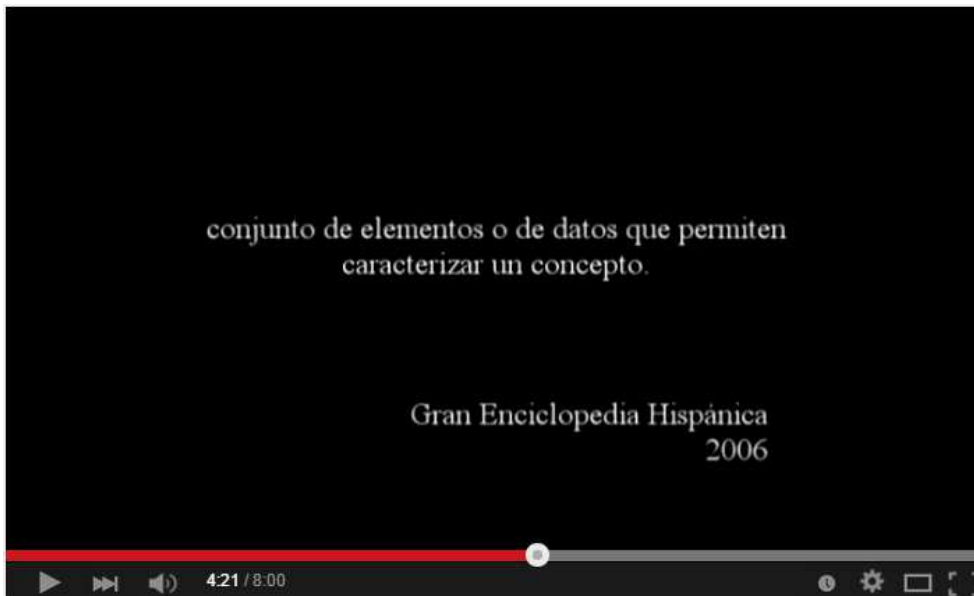 conjunto de elementos o de datos que permiten
caracterizar un concepto.
Gran Enciclopedia Hispánica
2006
4:21 / 8:00